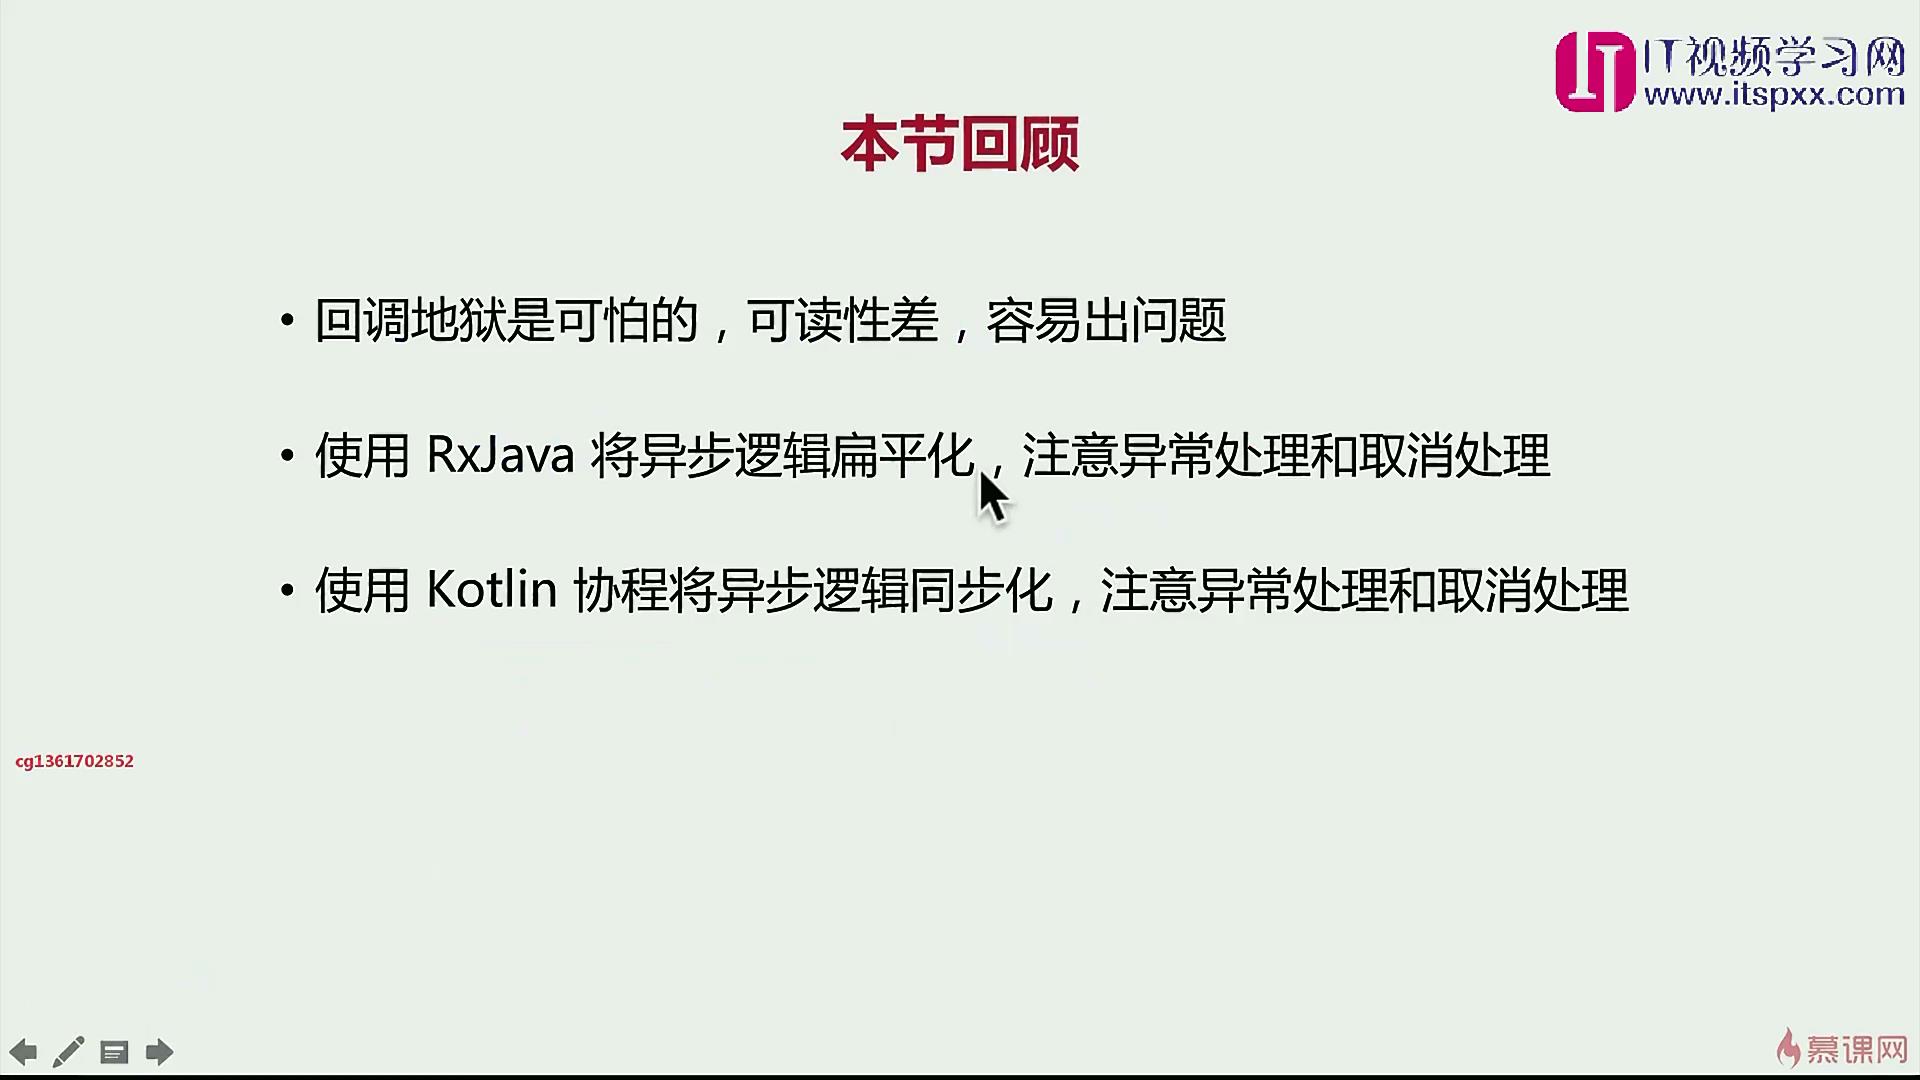 IT视频学习网
www.itspxx.com
本节回顾
• 回调地狱是可怕的，可读性差，容易出问题
• 使用 RxJava 将异步逻辑扁平化，注意异常处理和取消处理
• 使用 Kotlin 协程将异步逻辑同步化，注意异常处理和取消处理
cg1361702852
慕课网